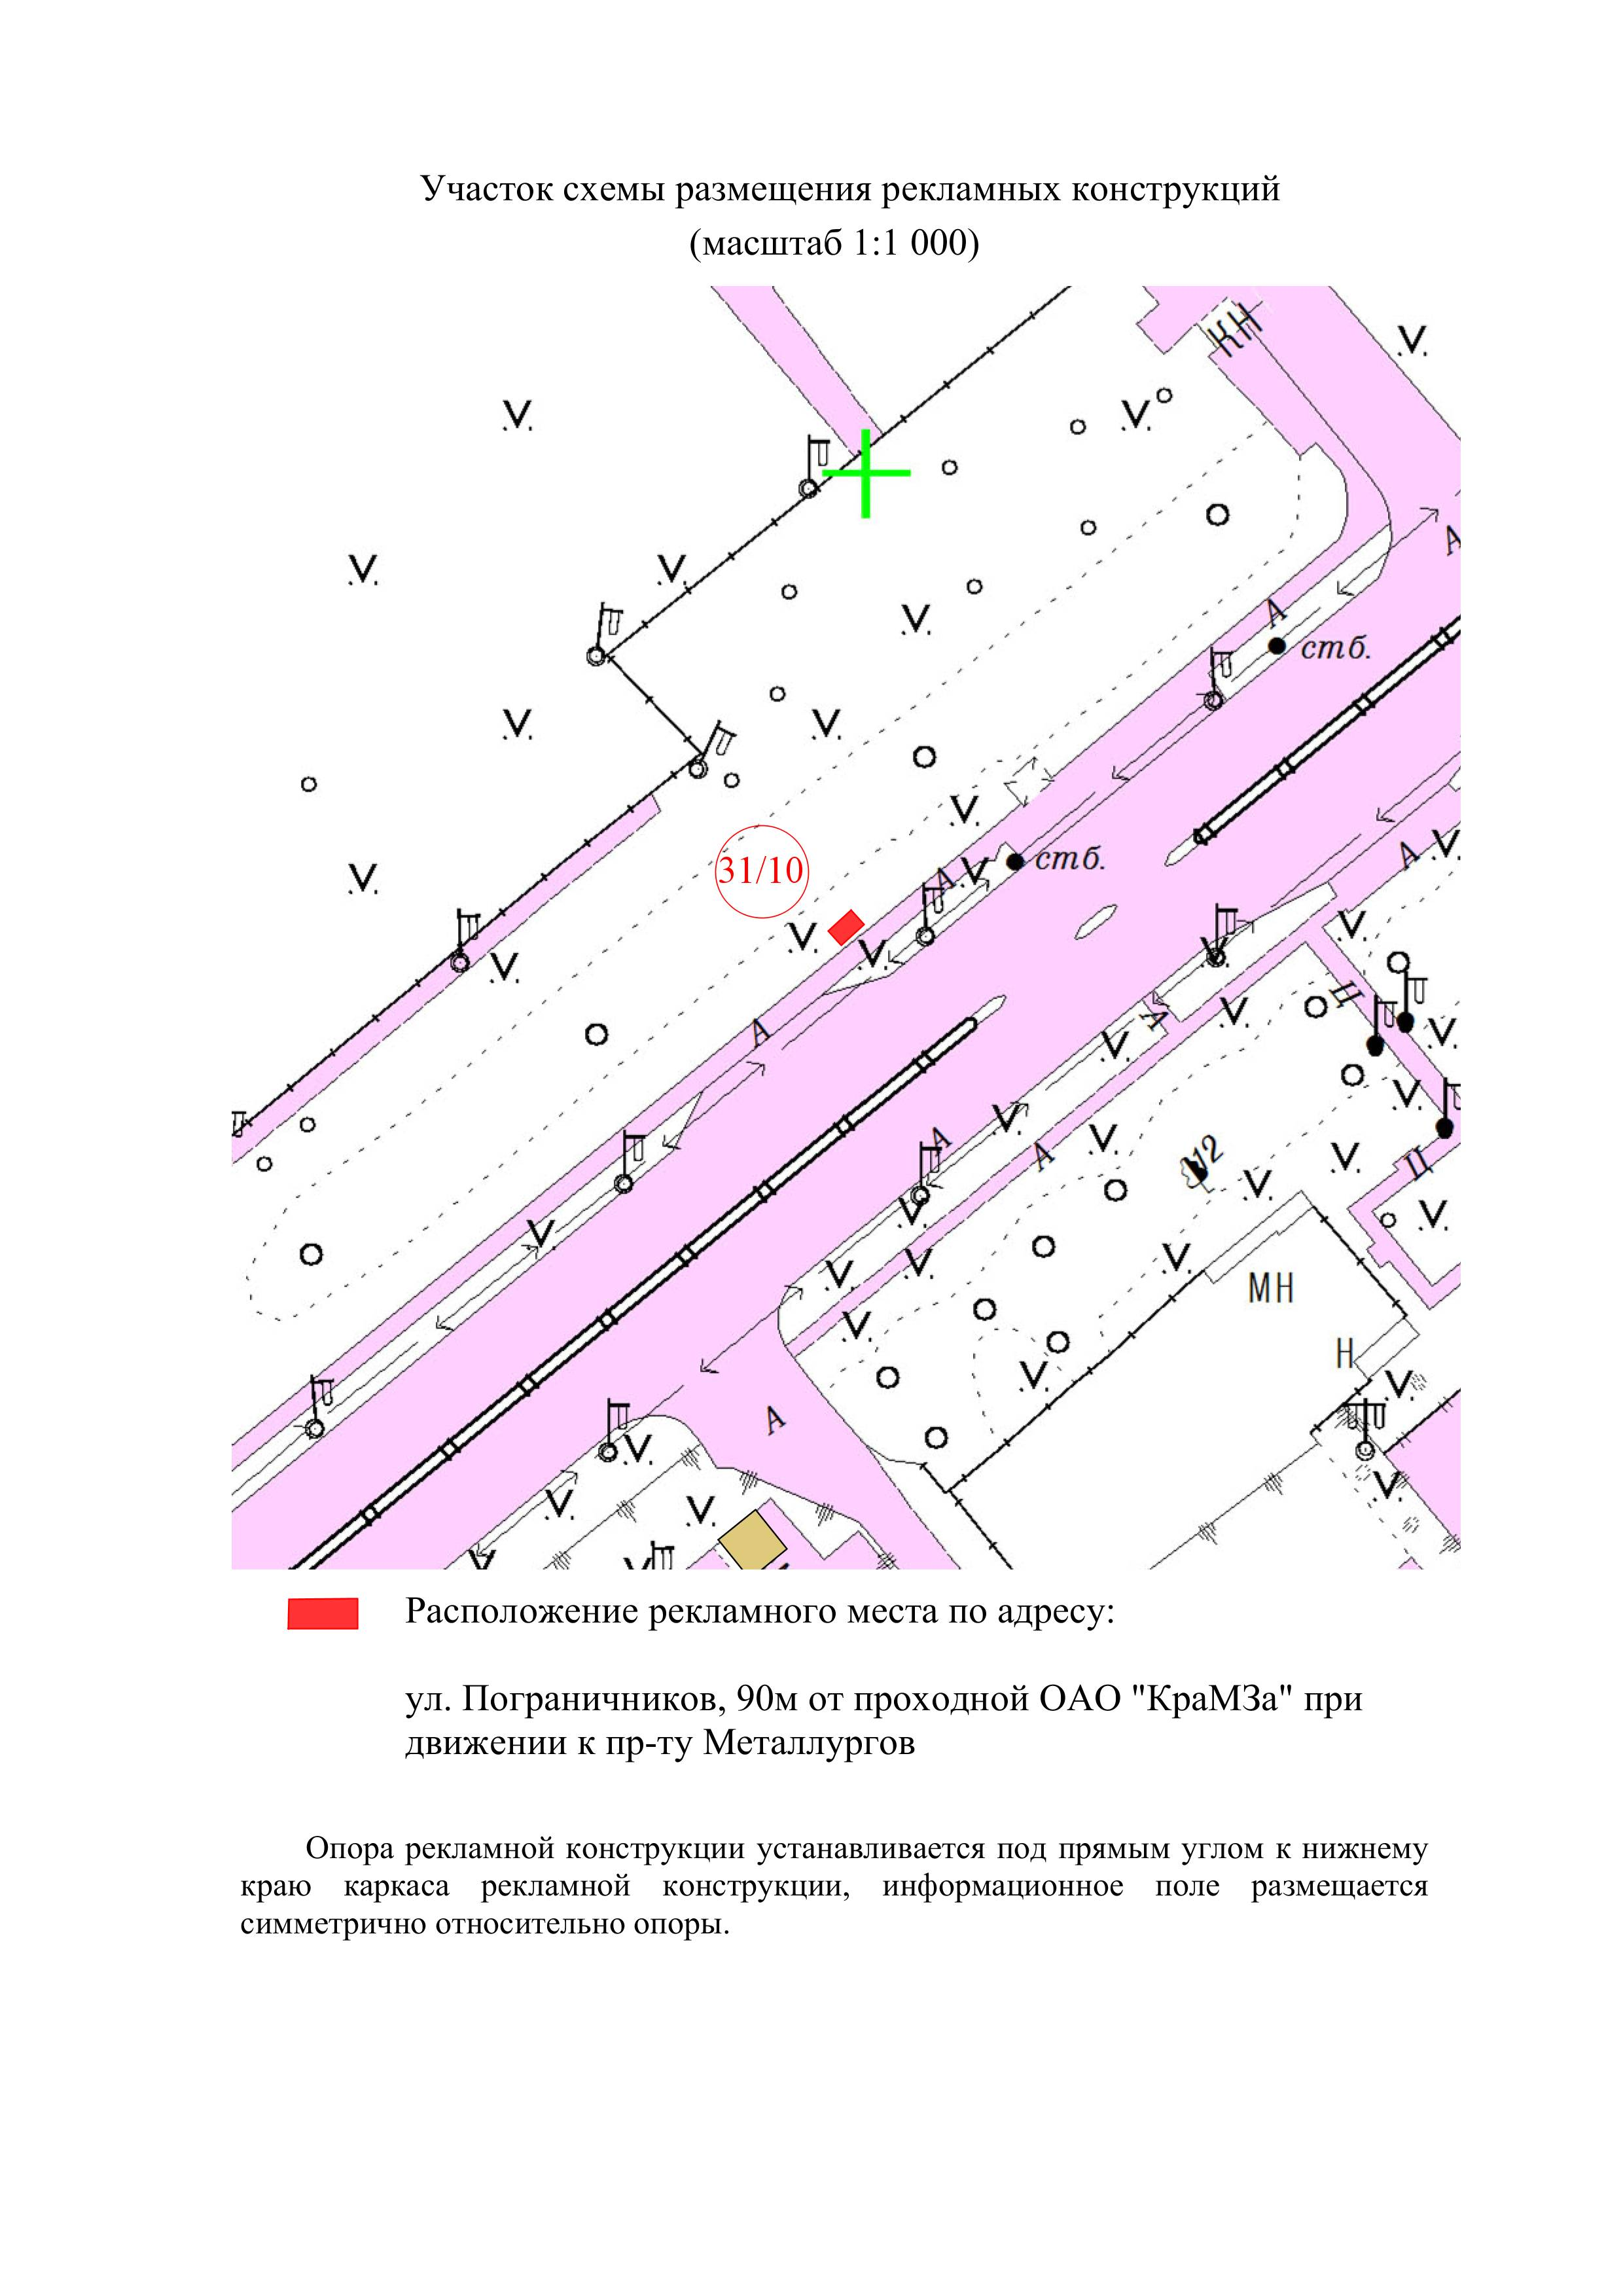 Участок схемы размещения рекламных конструкций
(масштаб 1:1 000)
КН
А
А
стб.
стб.
А
А
31/10
А
Ц
А
А
А
12
Ц
МН
Н
А
Расположение рекламного места по адресу:
ул. Пограничников, 90м от проходной ОАО "КраМЗа" при
движении к пр-ту Металлургов
Опора рекламной конструкции устанавливается под прямым углом к нижнему
краю каркаса рекламной конструкции, информационное поле размещается
симметрично относительно опоры.